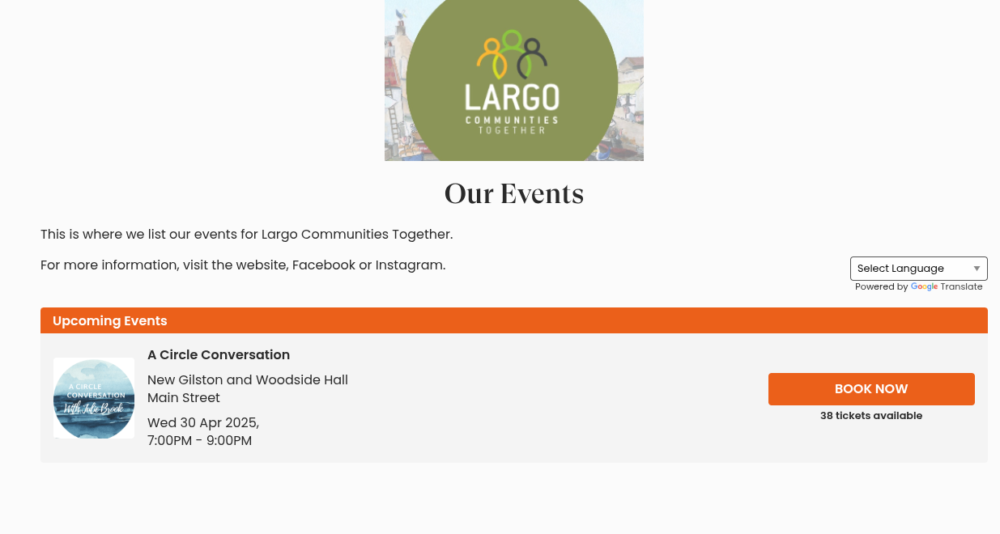 LARGO
COMMUNITIES
TOGETHER
Our Events
This is where we list our events for Largo Communities Together.
For more information, visit the website, Facebook or Instagram.
Select Language
Powered by Google Translate
Upcoming Events
A CIRCLE
CONVERSATION
With Julie Brook
A Circle Conversation
New Gilston and Woodside Hall
Main Street
Wed 30 Apr 2025,
7:00PM - 9:00PM
BOOK NOW
38 tickets available